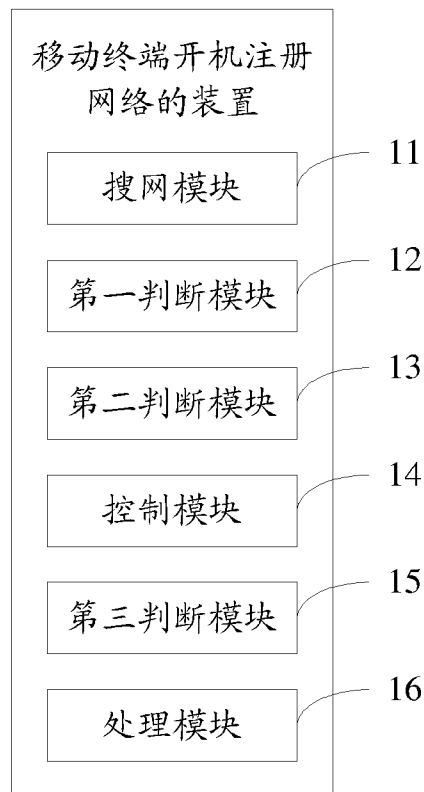 移动终端开机注册
网络的装置
搜网模块
11
第一判断模块
12
第二判断模块
13
控制模块
14
第三判断模块
15
处理模块
16